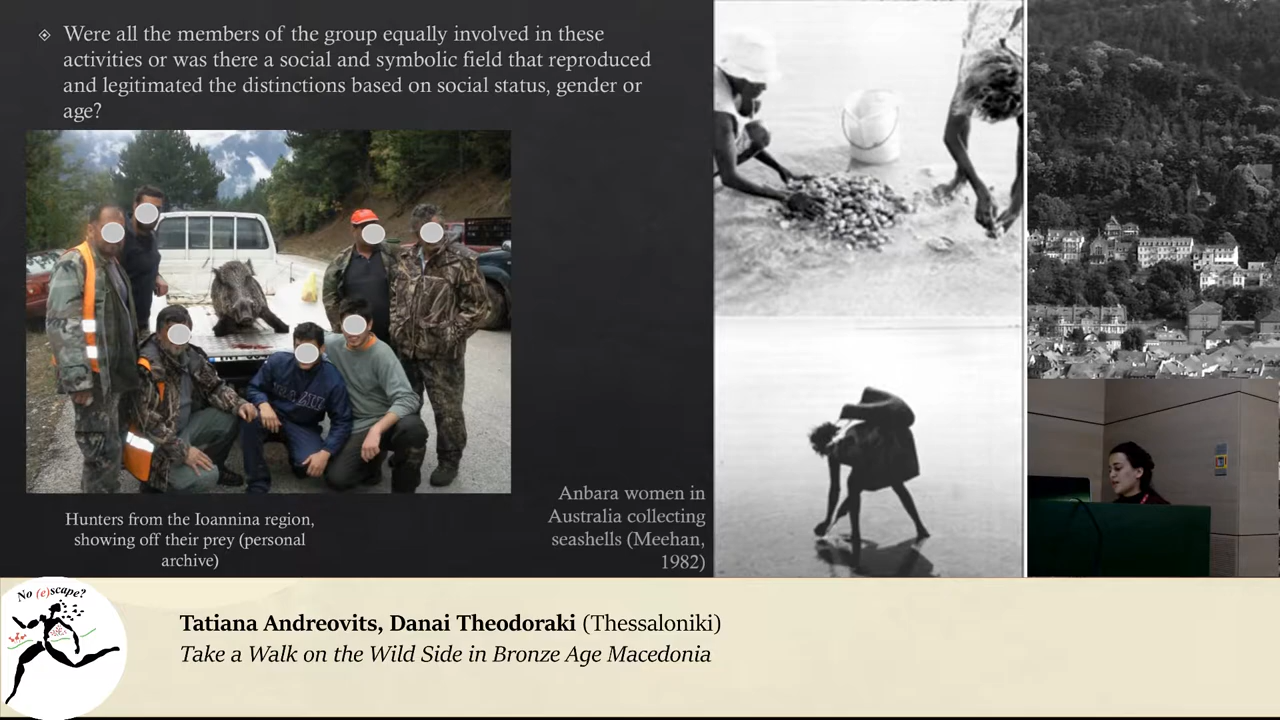 Were all the members of the group equally involved in these
activities or was there a social and symbolic field that reproduced
and legitimated the distinctions based on social status, gender or
age?
Hunters from the Ioannina region,
showing off their prey (personal
archive)
Anbara women in
Australia collecting
seashells (Meehan,
1982)
No (e)scape?
Tatiana Andreovits, Danai Theodoraki (Thessaloniki)
Take a Walk on the Wild Side in Bronze Age Macedonia